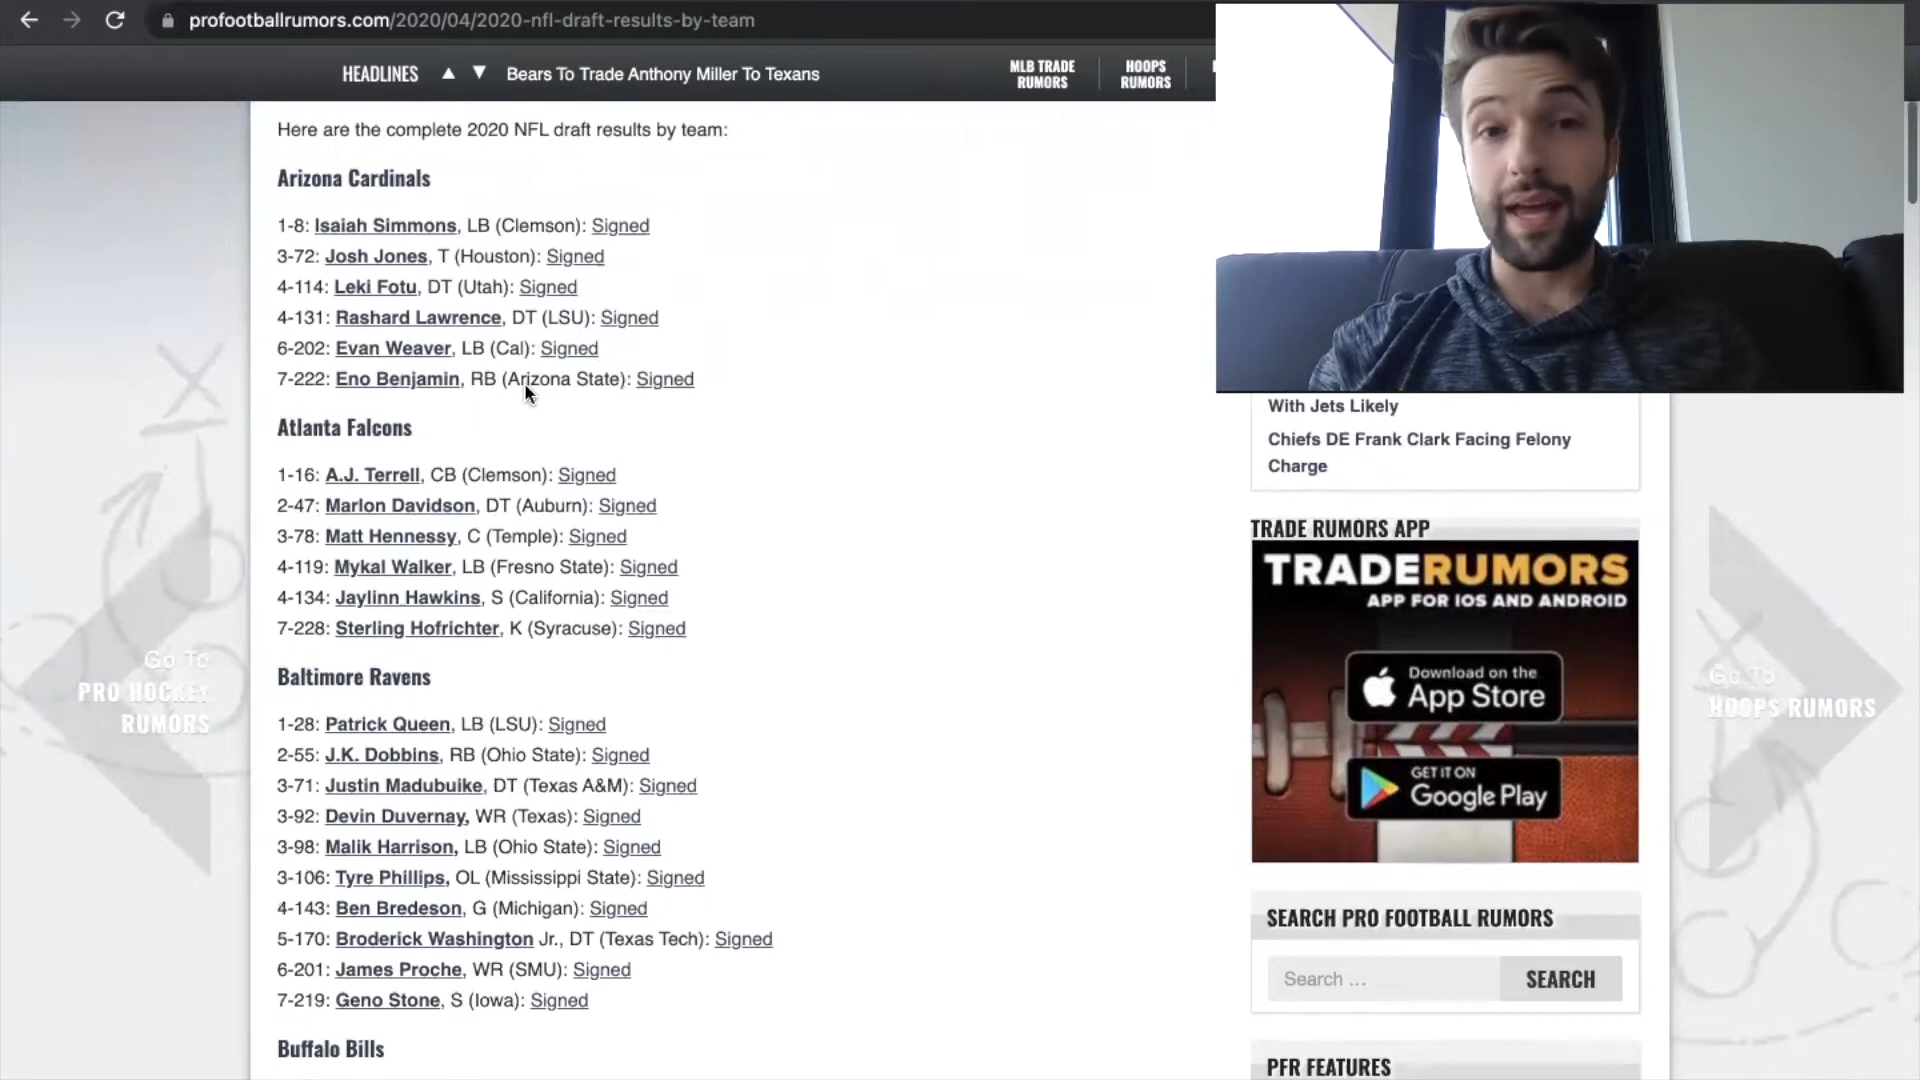 profootballrumors.com/2020/04/2020-nfl-draft-results-by-team
HEADLINES ▲ ▼ Bears To Trade Anthony Miller To Texans
MLB TRADE
RUMORS
HOOPS
RUMORS
Here are the complete 2020 NFL draft results by team:
Arizona Cardinals
1-8: Isaiah Simmons, LB (Clemson): Signed
3-72: Josh Jones, T (Houston): Signed
4-114: Leki Fotu, DT (Utah): Signed
4-131: Rashard Lawrence, DT (LSU): Signed
6-202: Evan Weaver, LB (Cal): Signed
7-222: Eno Benjamin, RB (Arizona State): Signed
Atlanta Falcons
1-16: A.J. Terrell, CB (Clemson): Signed
2-47: Marlon Davidson, DT (Auburn): Signed
3-78: Matt Hennessy, C (Temple): Signed
4-119: Mykal Walker, LB (Fresno State): Signed
4-134: Jaylinn Hawkins, S (California): Signed
7-228: Sterling Hofrichter, K (Syracuse): Signed
Baltimore Ravens
1-28: Patrick Queen, LB (LSU): Signed
2-55: J.K. Dobbins, RB (Ohio State): Signed
3-71: Justin Madubuike, DT (Texas A&M): Signed
3-92: Devin Duvernay, WR (Texas): Signed
3-98: Malik Harrison, LB (Ohio State): Signed
3-106: Tyre Phillips, OL (Mississippi State): Signed
4-143: Ben Bredeson, G (Michigan): Signed
5-170: Broderick Washington Jr., DT (Texas Tech): Signed
6-201: James Proche, WR (SMU): Signed
7-219: Geno Stone, S (Iowa): Signed
Buffalo Bills
With Jets Likely
Chiefs DE Frank Clark Facing Felony
Charge
TRADE RUMORS APP
TRADERUMORS
APP FOR IOS AND ANDROID
Download on the
App Store
GET IT ON
Google Play
SEARCH PRO FOOTBALL RUMORS
Search ...
SEARCH
PFR FEATURES
Go To
PRO HOCKEY
RUMORS
Go To
HOOPS RUMORS